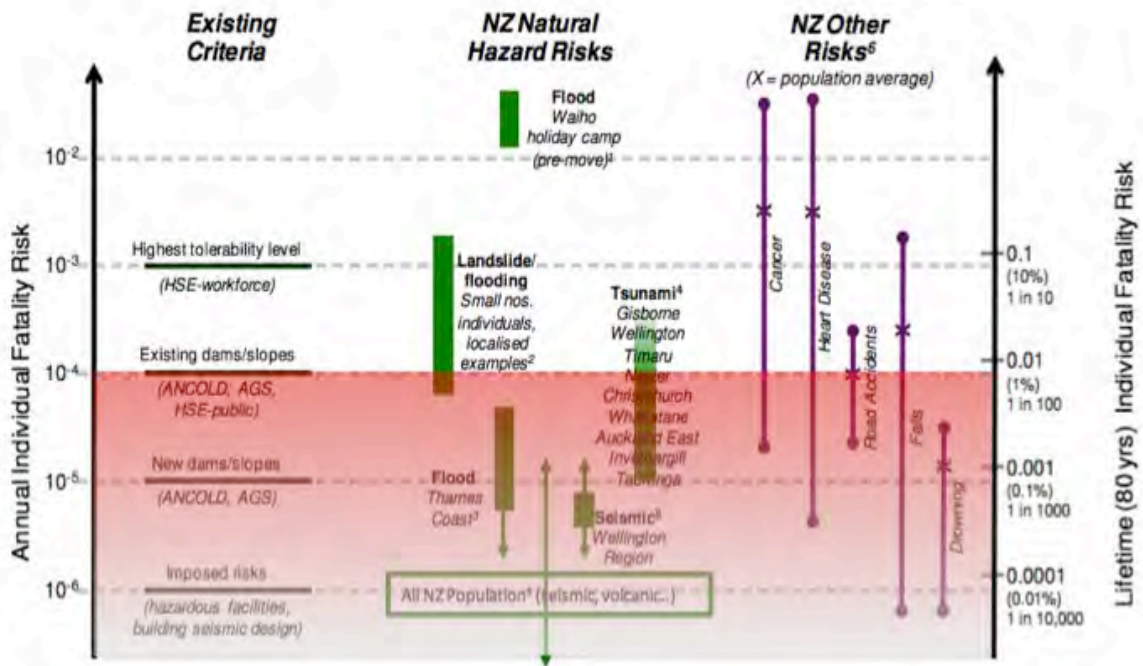 Existing
Criteria
NZ Natural
Hazard Risks
NZ Other
Risks⁶
(X = population average)
Annual Individual Fatality Risk
10⁻²
10⁻³
10⁻⁴
10⁻⁵
10⁻⁶
Highest tolerability level
(HSE-workforce)
Existing dams/slopes
(ANCOLD, AGS,
HSE-public)
New dams/slopes
(ANCOLD, AGS)
Imposed risks
(hazardous facilities,
building seismic design)
Flood
Waiho
holiday camp
(pre-move)¹
Landslide/
flooding
Small nos.
individuals,
localised
examples²
Tsunami⁴
Gisborne
Wellington
Timaru
Napier
Christchurch
Whakatane
Auckland East
Invercargill
Tauranga
Flood
Thames
Coast³
Seismic⁵
Wellington
Region
All NZ Population⁴ (seismic, volcanic..)
Cancer
Heart Disease
Road Accidents
Falls
Drowning
0.1
(10%)
1 in 10
0.01
(1%)
1 in 100
0.001
(0.1%)
1 in 1000
0.0001
(0.01%)
1 in 10,000
Lifetime (80 yrs) Individual Fatality Risk